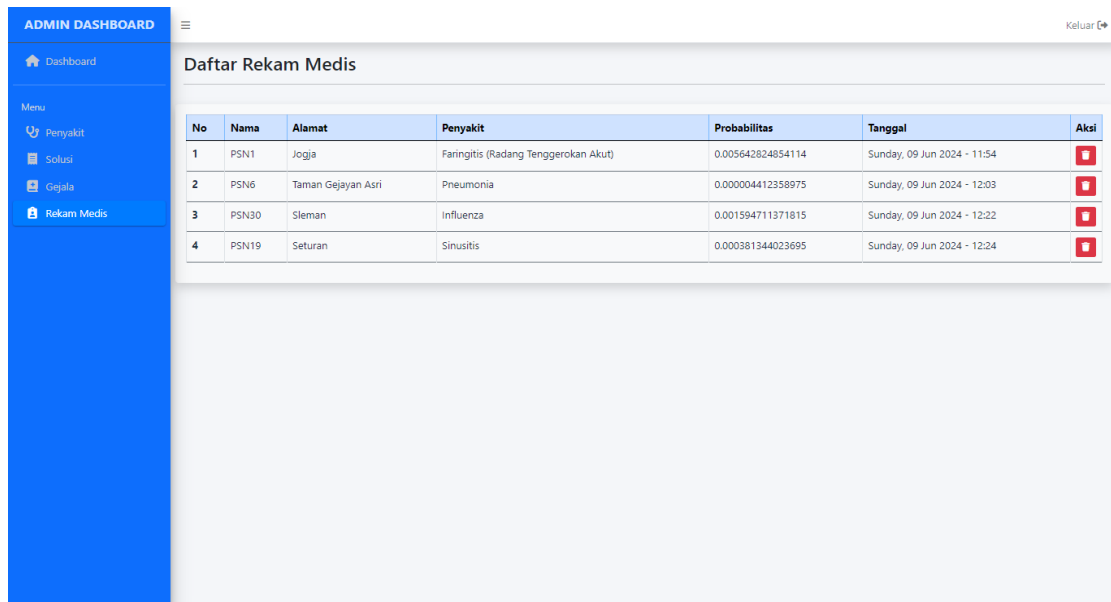 ADMIN DASHBOARD
Keluar
Dashboard
Menu
Penyakit
Solusi
Gejala
Rekam Medis
Daftar Rekam Medis
No Nama Alamat Penyakit Probabilitas Tanggal Aksi
1 PSN1 Jogja Faringitis (Radang Tenggerokan Akut) 0.005642824854114 Sunday, 09 Jun 2024 - 11:54
2 PSN6 Taman Gejayan Asri Pneumonia 0.000004412358975 Sunday, 09 Jun 2024 - 12:03
3 PSN30 Sleman Influenza 0.001594711371815 Sunday, 09 Jun 2024 - 12:22
4 PSN19 Seturan Sinusitis 0.000381344023695 Sunday, 09 Jun 2024 - 12:24